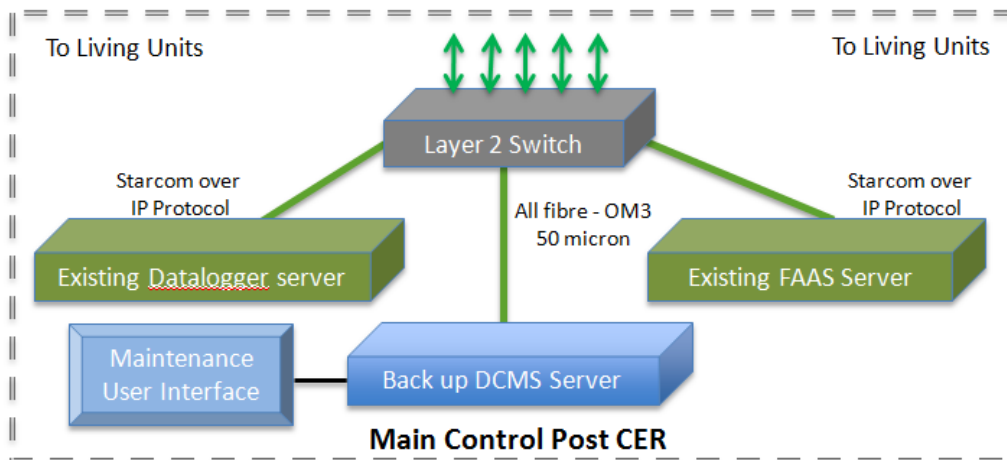 To Living Units
To Living Units
Layer 2 Switch
Starcom over
IP Protocol
All fibre - OM3
50 micron
Starcom over
IP Protocol
Existing Datalogger server
Existing FAAS Server
Maintenance
User Interface
Back up DCMS Server
Main Control Post CER